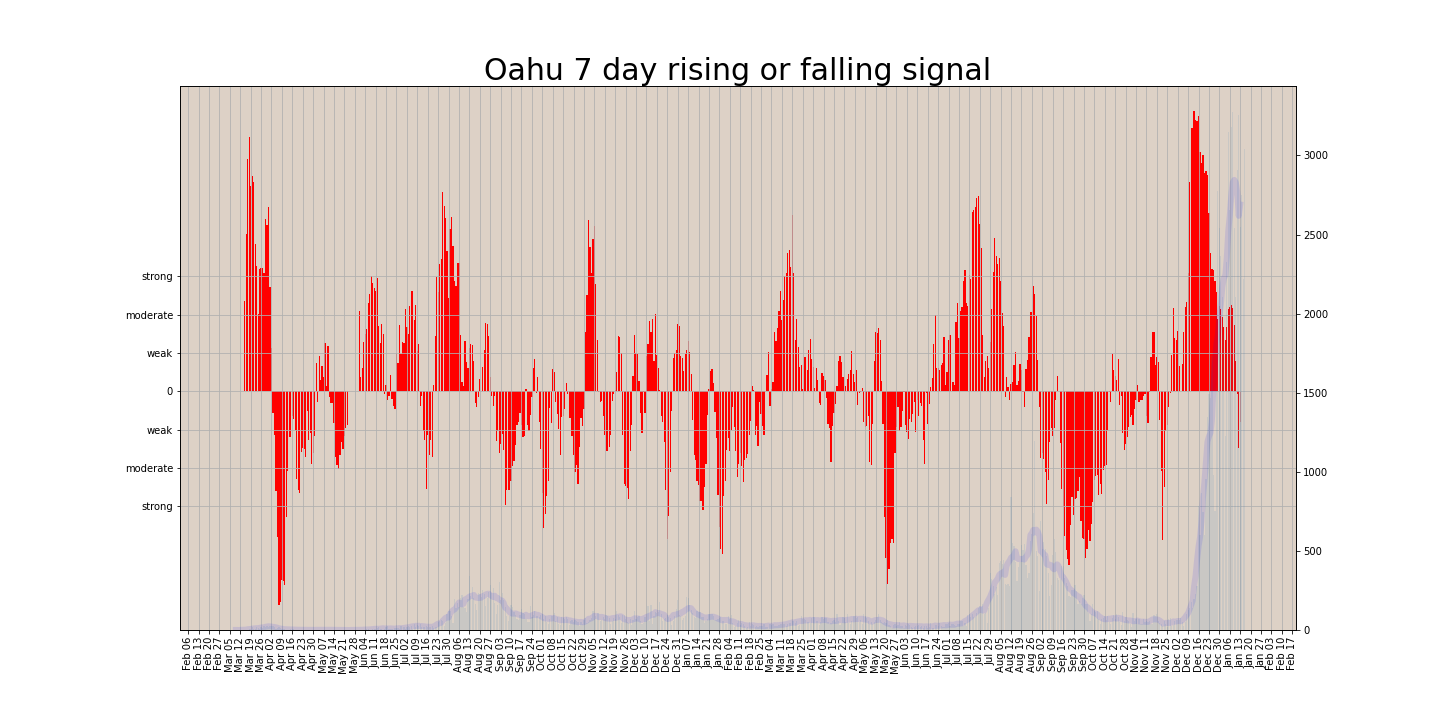 Oahu 7 day rising or falling signal
strong
moderate
weak
0
weak
moderate
strong
3000
2500
2000
1500
1000
500
0
Feb 06
Feb 13
Feb 20
Feb 27
Mar 05
Mar 12
Mar 19
Mar 26
Apr 02
Apr 09
Apr 16
Apr 23
Apr 30
May 07
May 14
May 21
May 28
Jun 04
Jun 11
Jun 18
Jun 25
Jul 02
Jul 09
Jul 16
Jul 23
Jul 30
Aug 06
Aug 13
Aug 20
Aug 27
Sep 03
Sep 10
Sep 17
Sep 24
Oct 01
Oct 08
Oct 15
Oct 22
Oct 29
Nov 05
Nov 12
Nov 19
Nov 26
Dec 03
Dec 10
Dec 17
Dec 24
Dec 31
Jan 07
Jan 14
Jan 21
Jan 28
Feb 04
Feb 11
Feb 18
Feb 25
Mar 04
Mar 11
Mar 18
Mar 25
Apr 01
Apr 08
Apr 15
Apr 22
Apr 29
May 06
May 13
May 20
May 27
Jun 03
Jun 10
Jun 17
Jun 24
Jul 01
Jul 08
Jul 15
Jul 22
Jul 29
Aug 05
Aug 12
Aug 19
Aug 26
Sep 02
Sep 09
Sep 16
Sep 23
Sep 30
Oct 07
Oct 14
Oct 21
Oct 28
Nov 04
Nov 11
Nov 18
Nov 25
Dec 02
Dec 09
Dec 16
Dec 23
Dec 30
Jan 06
Jan 13
Jan 20
Jan 27
Feb 03
Feb 10
Feb 17